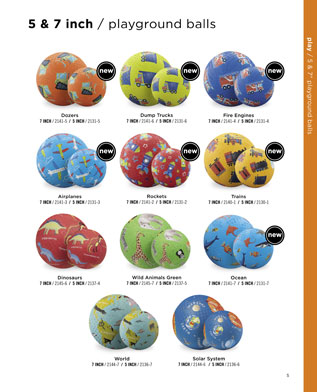 5 & 7 inch / playground balls
play / 5 & 7" playground balls
new
new
new
Dozers
7 INCH / 2141-5 / 5 INCH / 2131-5
Dump Trucks
7 INCH / 2141-6 / 5 INCH / 2131-6
Fire Engines
7 INCH / 2141-4 / 5 INCH / 2131-4
new
new
new
Airplanes
7 INCH / 2141-3 / 5 INCH / 2131-3
Rockets
7 INCH / 2141-2 / 5 INCH / 2131-2
Trains
7 INCH / 2140-1 / 5 INCH / 2130-1
new
Dinosaurs
7 INCH / 2145-6 / 5 INCH / 2137-4
Wild Animals Green
7 INCH / 2145-7 / 5 INCH / 2137-5
Ocean
7 INCH / 2141-7 / 5 INCH / 2131-7
World
7 INCH / 2144-7 / 5 INCH / 2136-7
Solar System
7 INCH / 2144-6 / 5 INCH / 2136-6